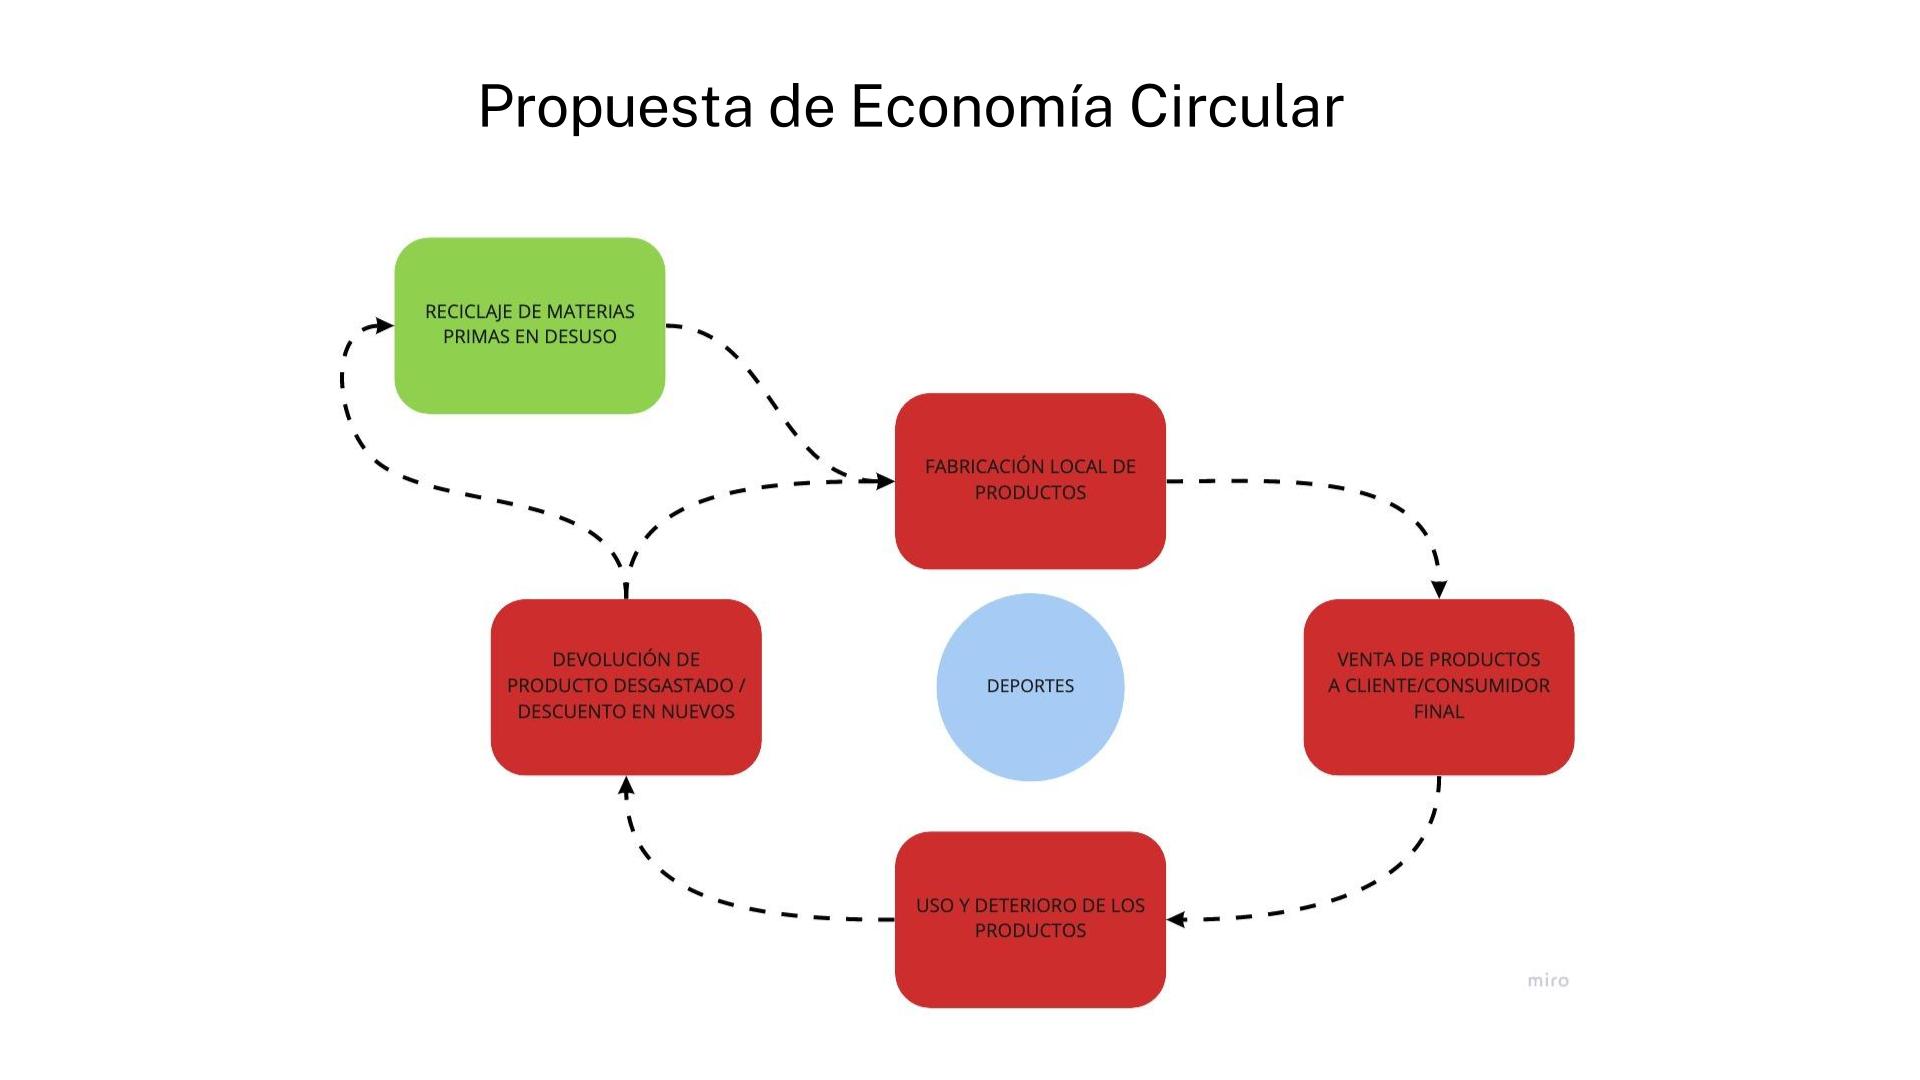 Propuesta de Economía Circular
RECICLAJE DE MATERIAS
PRIMAS EN DESUSO
FABRICACIÓN LOCAL DE
PRODUCTOS
DEVOLUCIÓN DE
PRODUCTO DESGASTADO /
DESCUENTO EN NUEVOS
DEPORTES
VENTA DE PRODUCTOS
A CLIENTE/CONSUMIDOR
FINAL
USO Y DETERIORO DE LOS
PRODUCTOS
miro